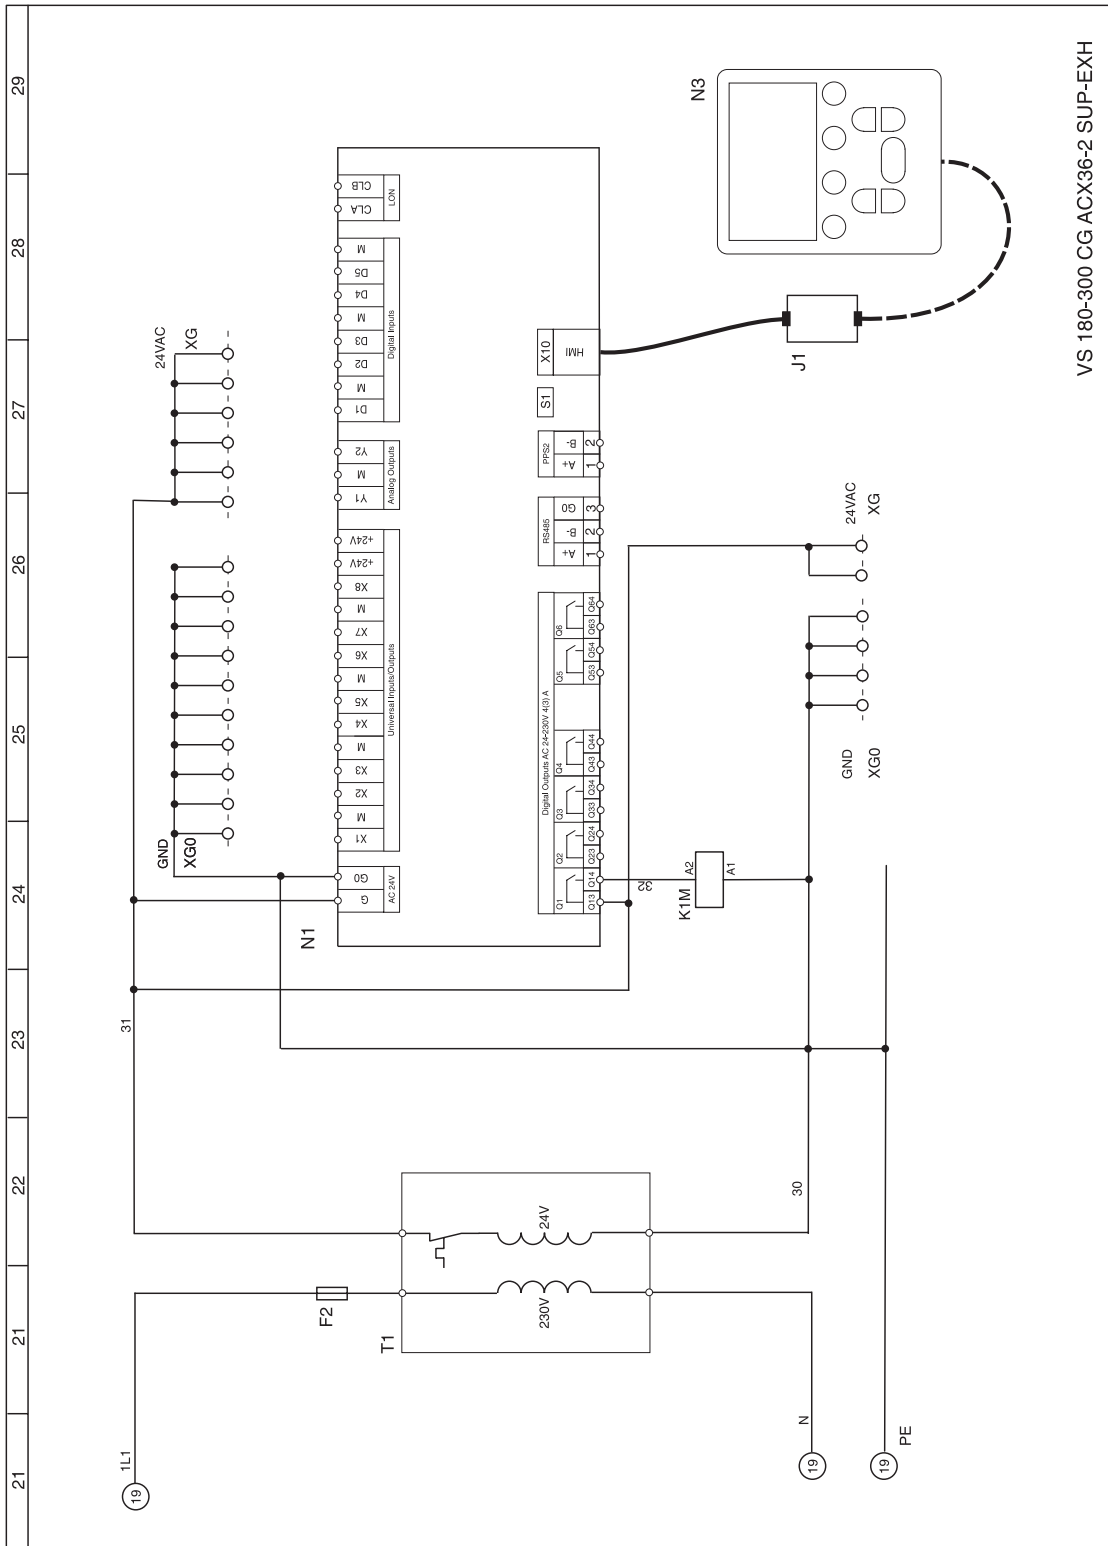 VS 180-300 CG ACX36-2 SUP-EXH
21
21
22
23
24
25
26
27
28
29
19
1L1
31
GND
XG0
24VAC
XG
F2
T1
230V
24V
N1
G
G0
AC 24V
X1
M
X2
X3
M
X4
X5
M
X6
X7
M
X8
+24V
+24V
Universal Inputs/Outputs
Y1
M
Y2
Analog Outputs
D1
M
D2
D3
M
D4
D5
M
Digital Inputs
CLA
CLB
LON
Digital Outputs AC 24-230V 4(3) A
Q1
Q2
Q3
Q4
Q5
Q6
Q13
Q14
Q23
Q24
Q33
Q34
Q43
Q44
Q53
Q54
Q63
Q64
RS485
A+
B-
G0
1
2
3
PPS2
A+
B-
1
2
S1
X10
HMI
32
K1M
A2
A1
J1
N3
30
GND
XG0
24VAC
XG
19
N
19
PE